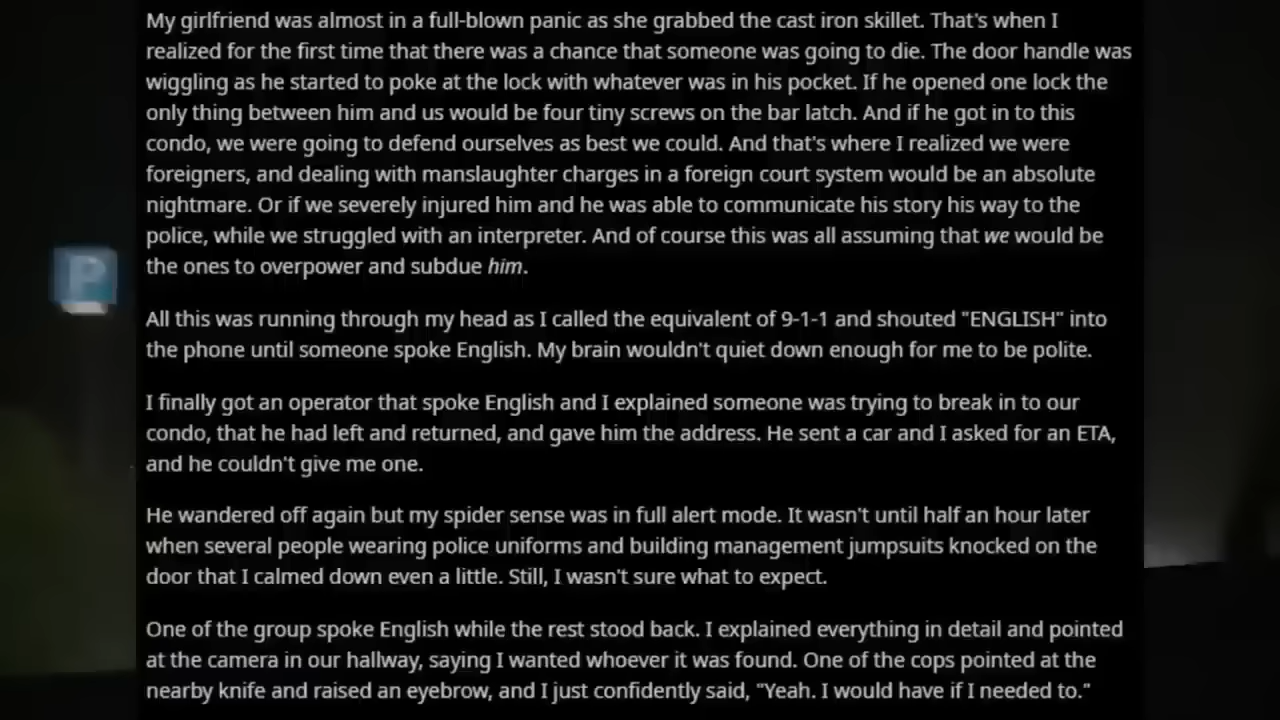 My girlfriend was almost in a full-blown panic as she grabbed the cast iron skillet. That's when I
realized for the first time that there was a chance that someone was going to die. The door handle was
wiggling as he started to poke at the lock with whatever was in his pocket. If he opened one lock the
only thing between him and us would be four tiny screws on the bar latch. And if he got in to this
condo, we were going to defend ourselves as best we could. And that's where I realized we were
foreigners, and dealing with manslaughter charges in a foreign court system would be an absolute
nightmare. Or if we severely injured him and he was able to communicate his story his way to the
police, while we struggled with an interpreter. And of course this was all assuming that we would be
the ones to overpower and subdue him.
P
All this was running through my head as I called the equivalent of 9-1-1 and shouted "ENGLISH" into
the phone until someone spoke English. My brain wouldn't quiet down enough for me to be polite.
I finally got an operator that spoke English and I explained someone was trying to break in to our
condo, that he had left and returned, and gave him the address. He sent a car and I asked for an ETA,
and he couldn't give me one.
He wandered off again but my spider sense was in full alert mode. It wasn't until half an hour later
when several people wearing police uniforms and building management jumpsuits knocked on the
door that I calmed down even a little. Still, I wasn't sure what to expect.
One of the group spoke English while the rest stood back. I explained everything in detail and pointed
at the camera in our hallway, saying I wanted whoever it was found. One of the cops pointed at the
nearby knife and raised an eyebrow, and I just confidently said, "Yeah. I would have if I needed to."